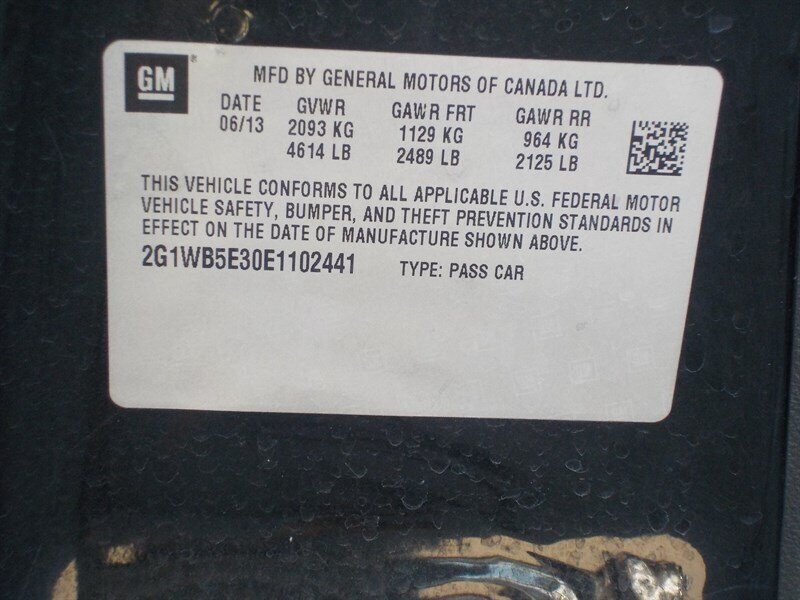 GM®
MFD BY GENERAL MOTORS OF CANADA LTD.
DATE GVWR GAWR FRT GAWR RR
06/13 2093 KG 1129 KG 964 KG
4614 LB 2489 LB 2125 LB
THIS VEHICLE CONFORMS TO ALL APPLICABLE U.S. FEDERAL MOTOR
VEHICLE SAFETY, BUMPER, AND THEFT PREVENTION STANDARDS IN
EFFECT ON THE DATE OF MANUFACTURE SHOWN ABOVE.
2G1WB5E30E1102441 TYPE: PASS CAR